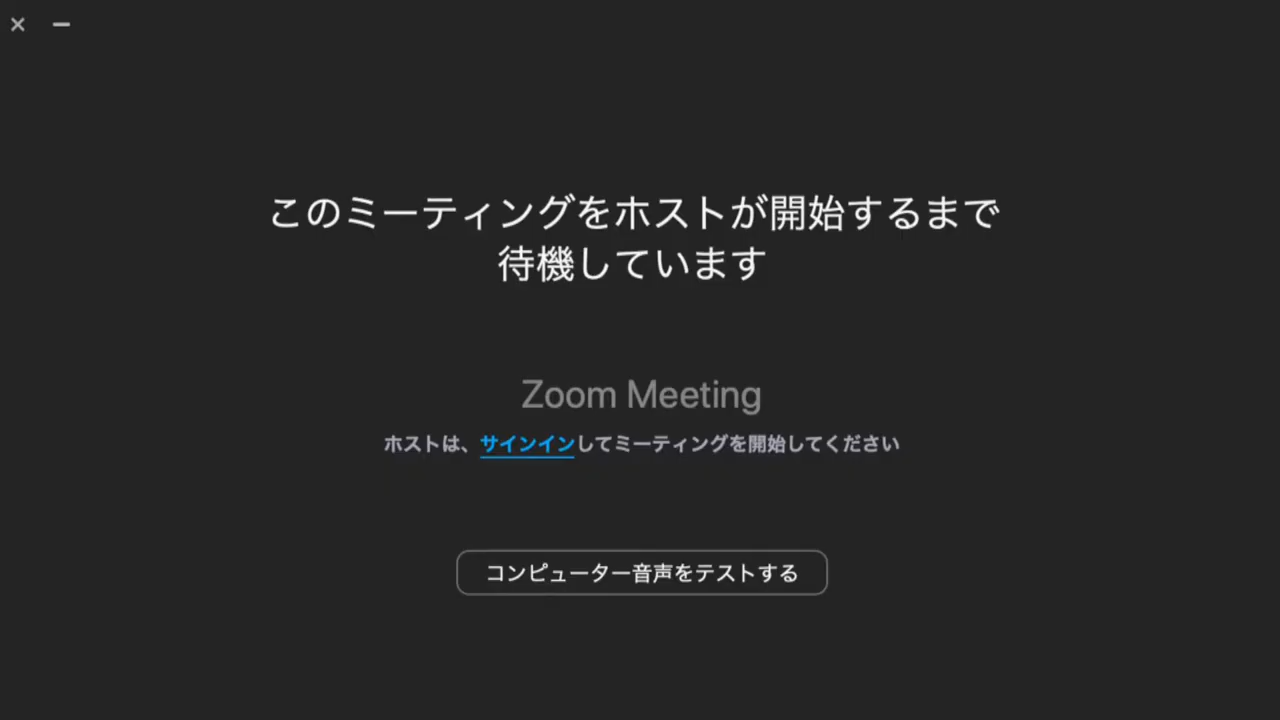 このミーティングをホストが開始するまで
待機しています
Zoom Meeting
ホストは、サインインしてミーティングを開始してください
コンピューター音声をテストする